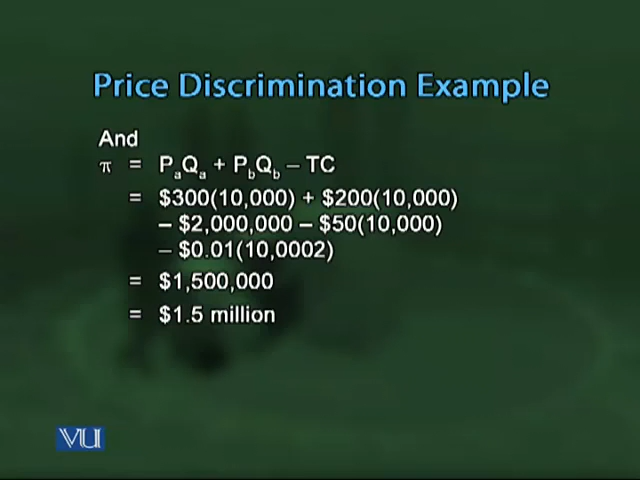 Price Discrimination Example
And
π = PaQa + PbQb – TC
= $300(10,000) + $200(10,000)
– $2,000,000 – $50(10,000)
– $0.01(10,0002)
= $1,500,000
= $1.5 million
VU